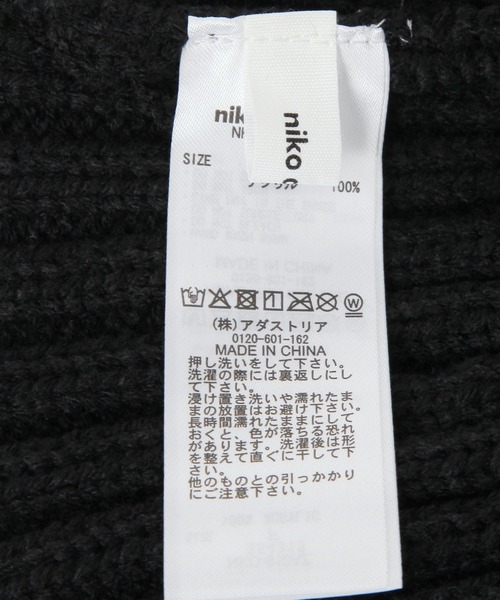 niko
SIZE
アクリル 100%
(株)アダストリア
0120-601-162
MADE IN CHINA
押し洗いをして下さい。
洗濯の際には裏返しにし
て下さい。
浸け置き洗いや濡れたま
まの放置はお避け下さい。
長時間濡れたままにして
おくと、色が落ちる恐れ
があります。洗濯後は形
を整えて直ぐに干して下
さい。
他のものとの引っかかり
にご注意下さい。